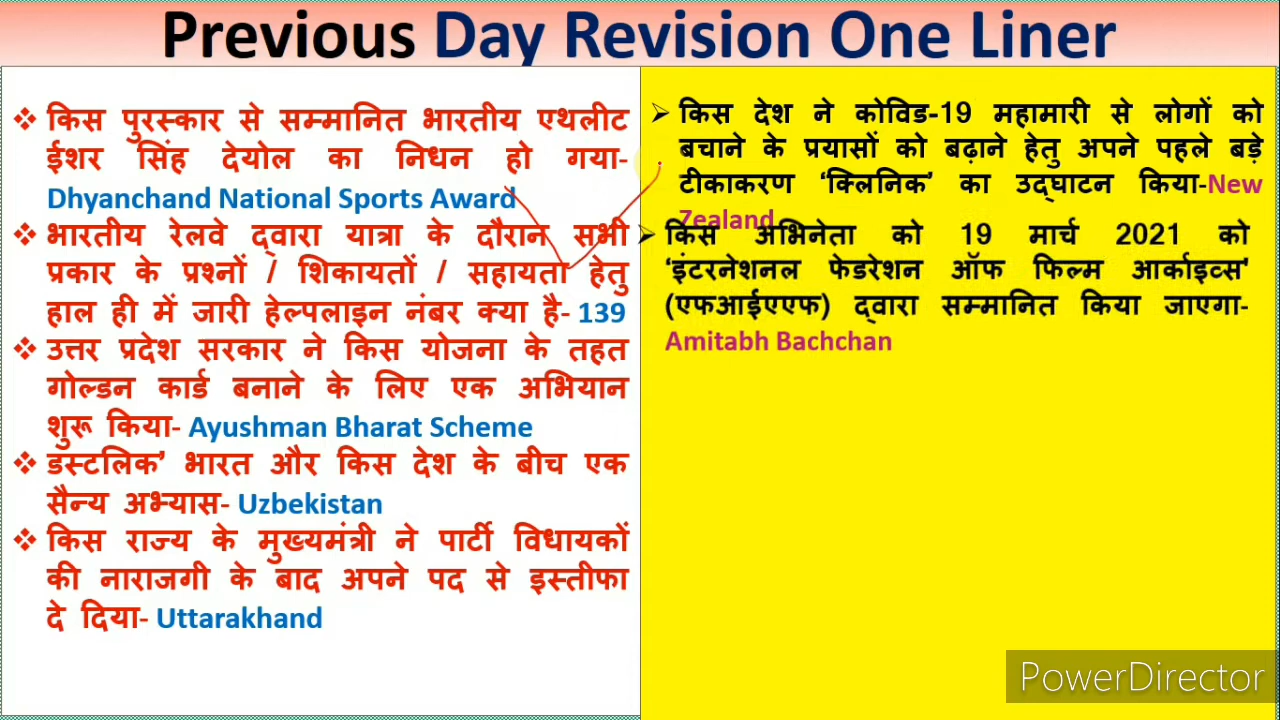 Previous Day Revision One Liner
❖ किस पुरस्कार से सम्मानित भारतीय एथलीट
ईशर सिंह देयोल का निधन हो गया-
Dhyanchand National Sports Award
❖ भारतीय रेलवे द्वारा यात्रा के दौरान सभी
प्रकार के प्रश्नों / शिकायतों / सहायता हेतु
हाल ही में जारी हेल्पलाइन नंबर क्या है- 139
❖ उत्तर प्रदेश सरकार ने किस योजना के तहत
गोल्डन कार्ड बनाने के लिए एक अभियान
शुरू किया- Ayushman Bharat Scheme
❖ डस्टलिक’ भारत और किस देश के बीच एक
सैन्य अभ्यास- Uzbekistan
❖ किस राज्य के मुख्यमंत्री ने पार्टी विधायकों
की नाराजगी के बाद अपने पद से इस्तीफा
दे दिया- Uttarakhand
➢ किस देश ने कोविड-19 महामारी से लोगों को
बचाने के प्रयासों को बढ़ाने हेतु अपने पहले बड़े
टीकाकरण ‘क्लिनिक’ का उद्घाटन किया-New
Zealand
➢ किस अभिनेता को 19 मार्च 2021 को
‘इंटरनेशनल फेडरेशन ऑफ फिल्म आर्काइव्स'
(एफआईएएफ) द्वारा सम्मानित किया जाएगा-
Amitabh Bachchan
PowerDirector